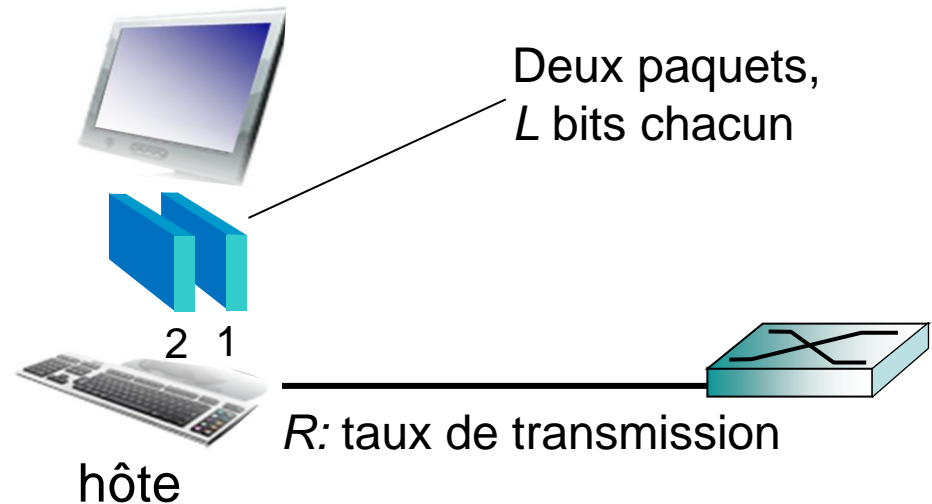 Deux paquets,
L bits chacun
2 1
R: taux de transmission
hôte